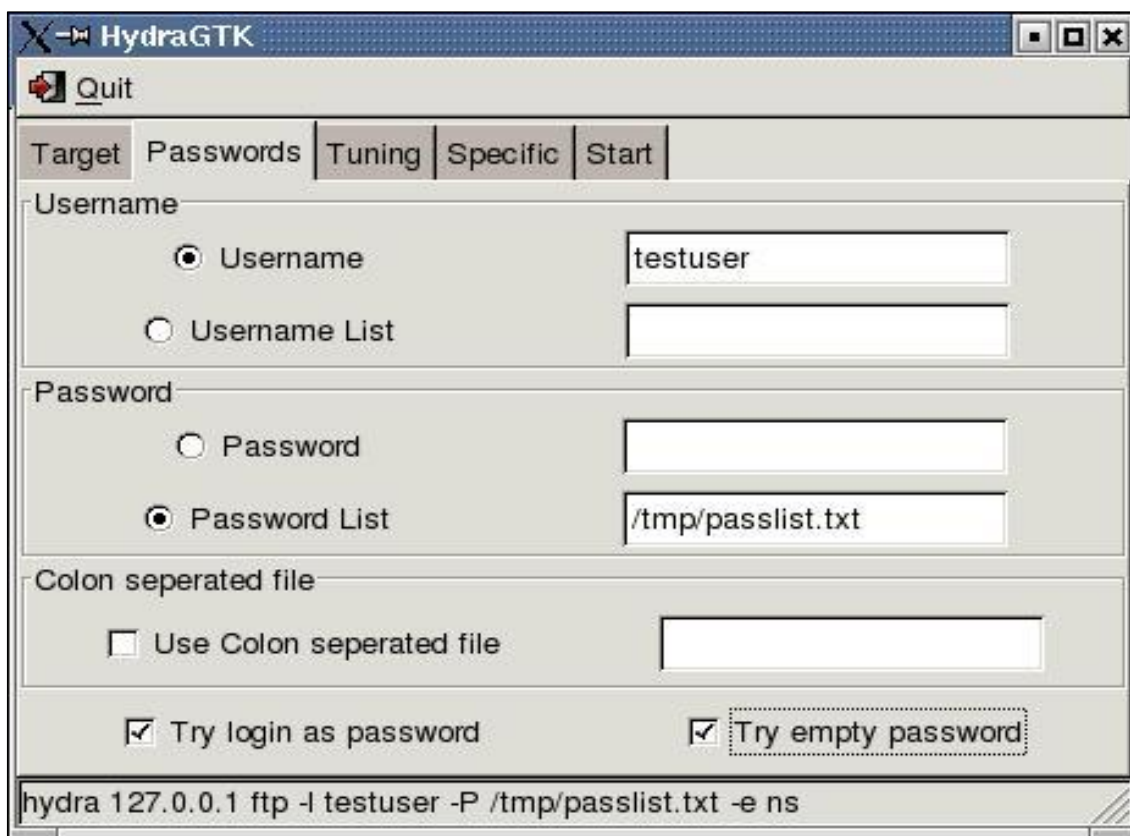 HydraGTK
Quit
Target Passwords Tuning Specific Start
Username
Username testuser
Username List
Password
Password
Password List /tmp/passlist.txt
Colon seperated file
Use Colon seperated file
Try login as password Try empty password
hydra 127.0.0.1 ftp -l testuser -P /tmp/passlist.txt -e ns